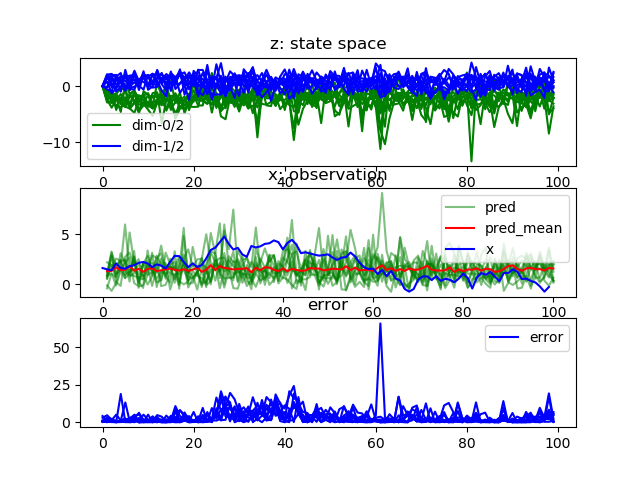 z: state space
0
−10
dim-0/2
dim-1/2
0 20 40 60 80 100
x: observation
5
0
pred
pred_mean
x
0 20 40 60 80 100
error
50
25
0
error
0 20 40 60 80 100